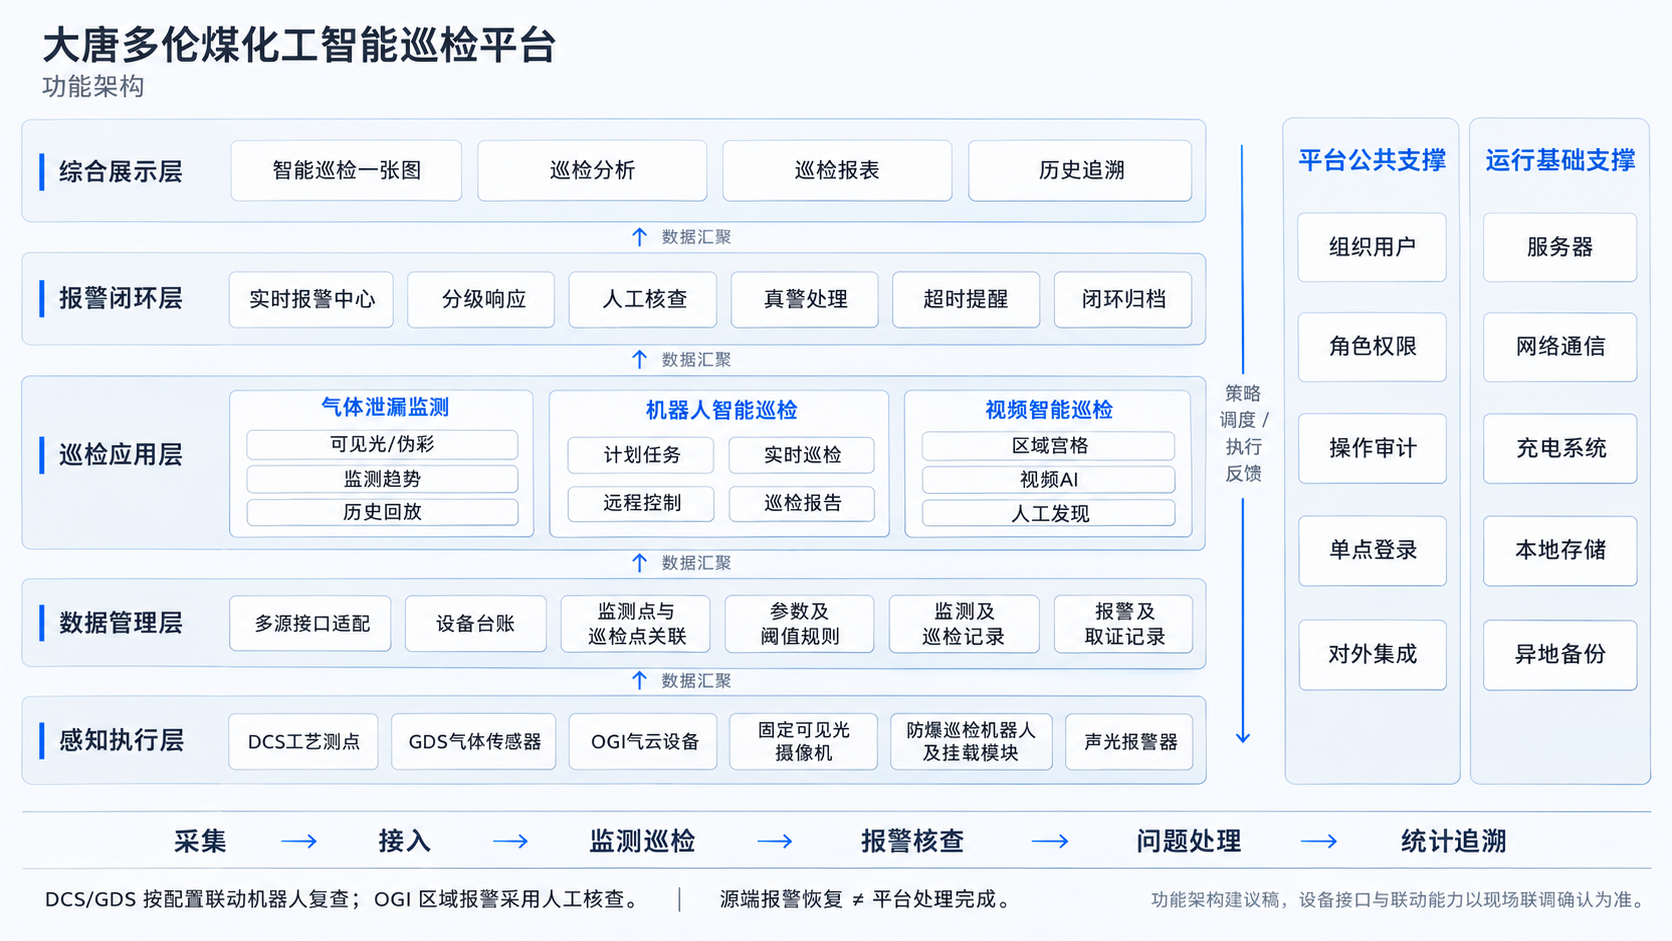 大唐多伦煤化工智能巡检平台
功能架构
综合展示层
智能巡检一张图
巡检分析
巡检报表
历史追溯
数据汇聚
报警闭环层
实时报警中心
分级响应
人工核查
真警处理
超时提醒
闭环归档
数据汇聚
巡检应用层
气体泄漏监测
可见光/伪彩
监测趋势
历史回放
机器人智能巡检
计划任务
实时巡检
远程控制
巡检报告
视频智能巡检
区域宫格
视频AI
人工发现
数据汇聚
数据管理层
多源接口适配
设备台账
监测点与
巡检点关联
参数及
阈值规则
监测及
巡检记录
报警及
取证记录
数据汇聚
感知执行层
DCS工艺测点
GDS气体传感器
OGI气云设备
固定可见光
摄像机
防爆巡检机器人
及挂载模块
声光报警器
策略
调度 /
执行
反馈
平台公共支撑
组织用户
角色权限
操作审计
单点登录
对外集成
运行基础支撑
服务器
网络通信
充电系统
本地存储
异地备份
采集 → 接入 → 监测巡检 → 报警核查 → 问题处理 → 统计追溯
DCS/GDS 按配置联动机器人复查；OGI 区域报警采用人工核查。 | 源端报警恢复 ≠ 平台处理完成。
功能架构建议稿，设备接口与联动能力以现场联调确认为准。